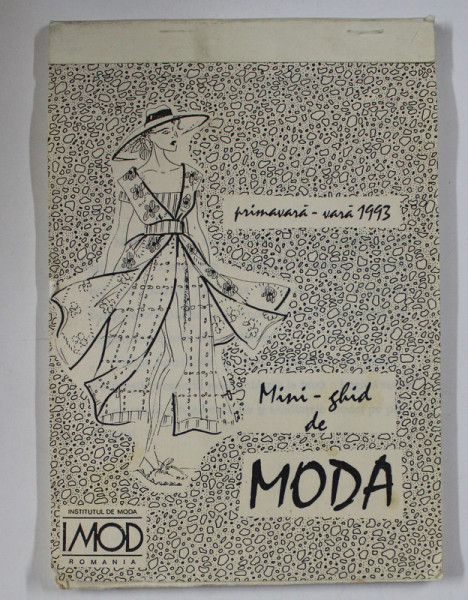 primavară - vară 1993
Mini - ghid
de
MODA
INSTITUTUL DE MODA
IMOD
ROMANIA